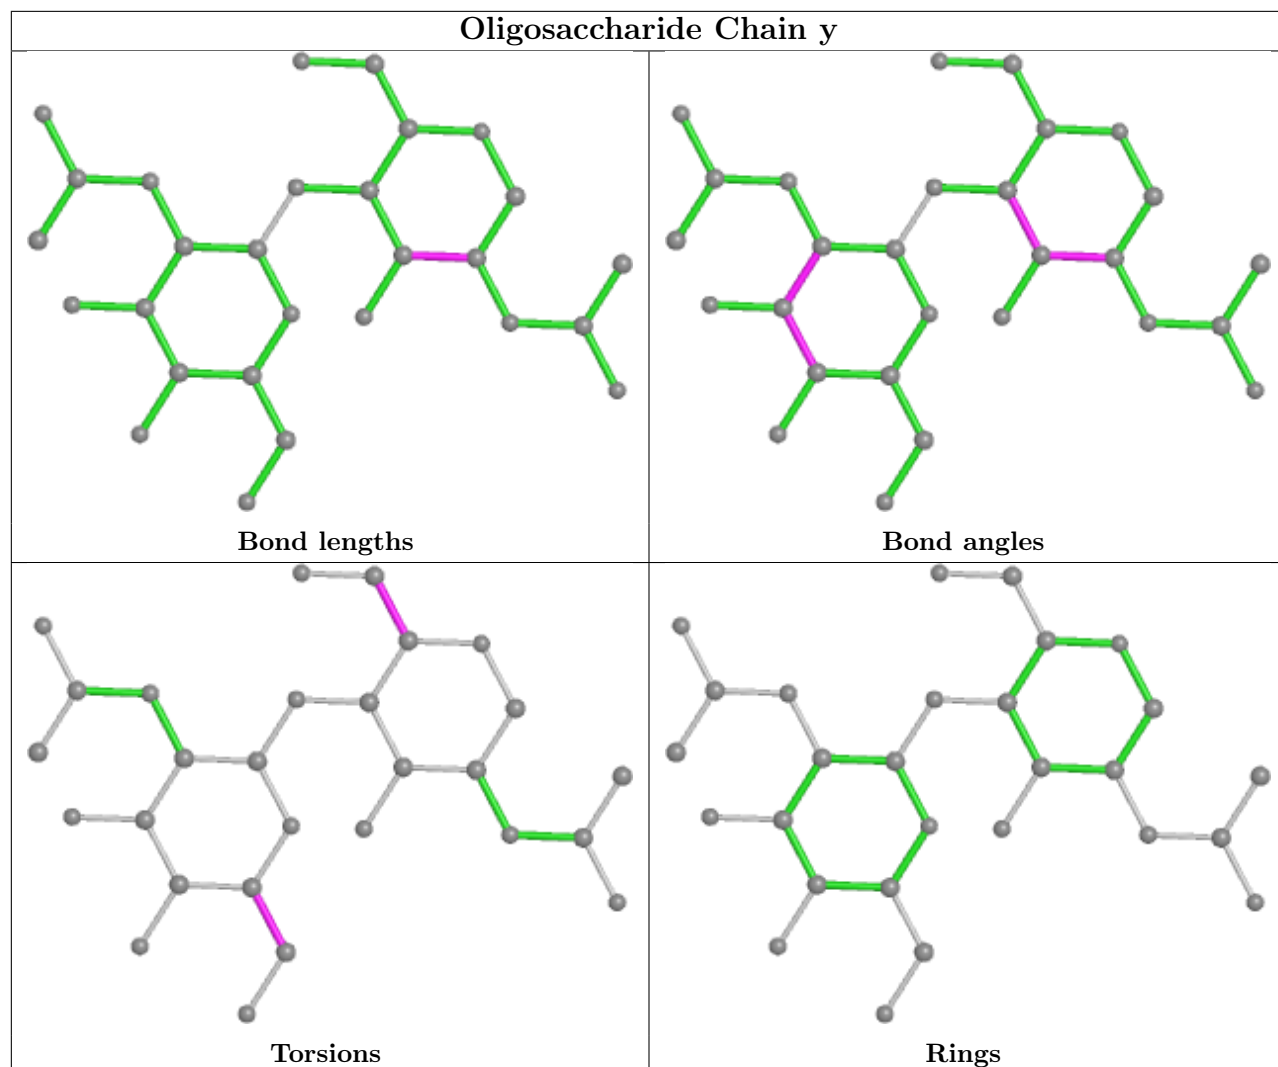 Oligosaccharide Chain y
Bond lengths
Bond angles
Torsions
Rings